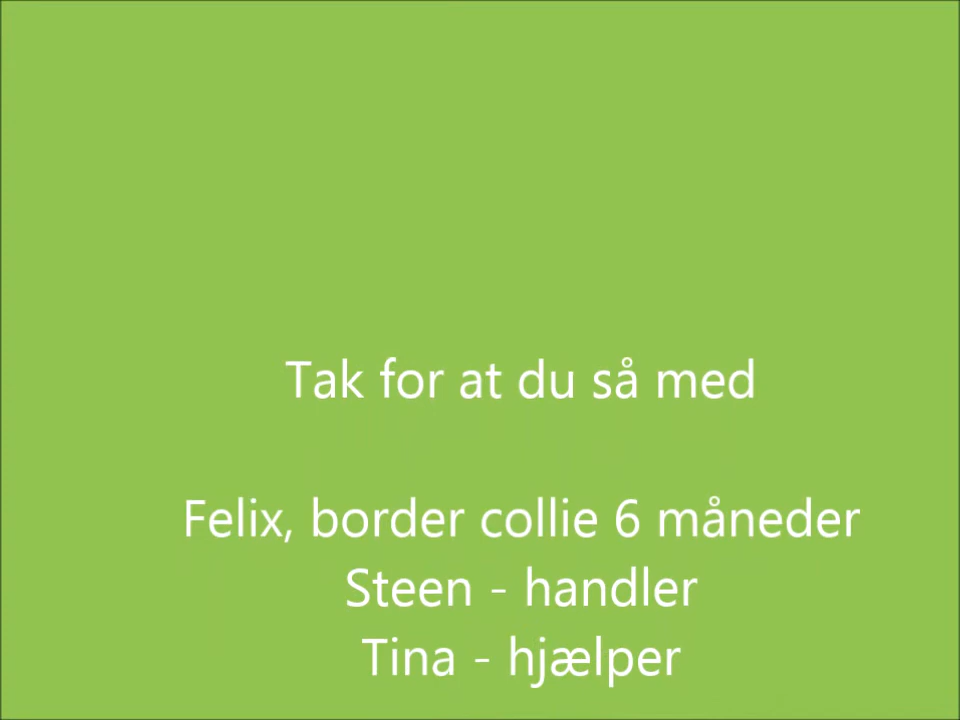 Tak for at du så med
Felix, border collie 6 måneder
Steen - handler
Tina - hjælper